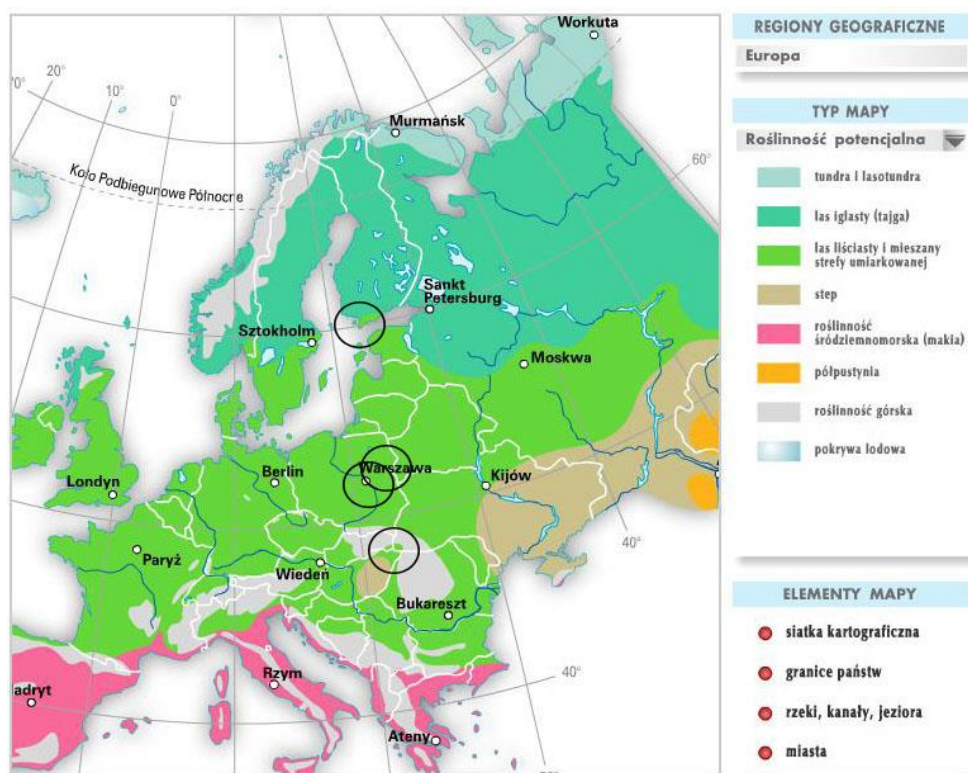 Workuta
20°
10°
0°
0°
Murmańsk
60°
Koło Podbiegunowe Północne
Sankt
Petersburg
Sztokholm
Moskwa
Warszawa
Berlin
Londyn
Kijów
40°
Paryż
Wiedeń
Bukareszt
Rzym
40°
adryt
Ateny
REGIONY GEOGRAFICZNE
Europa
TYP MAPY
Roślinność potencjalna
tundra i lasotundra
las iglasty (tajga)
las liściasty i mieszany
strefy umiarkowanej
step
roślinność
śródziemnomorska (makia)
półpustynia
roślinność górska
pokrywa lodowa
ELEMENTY MAPY
siatka kartograficzna
granice państw
rzeki, kanały, jeziora
miasta